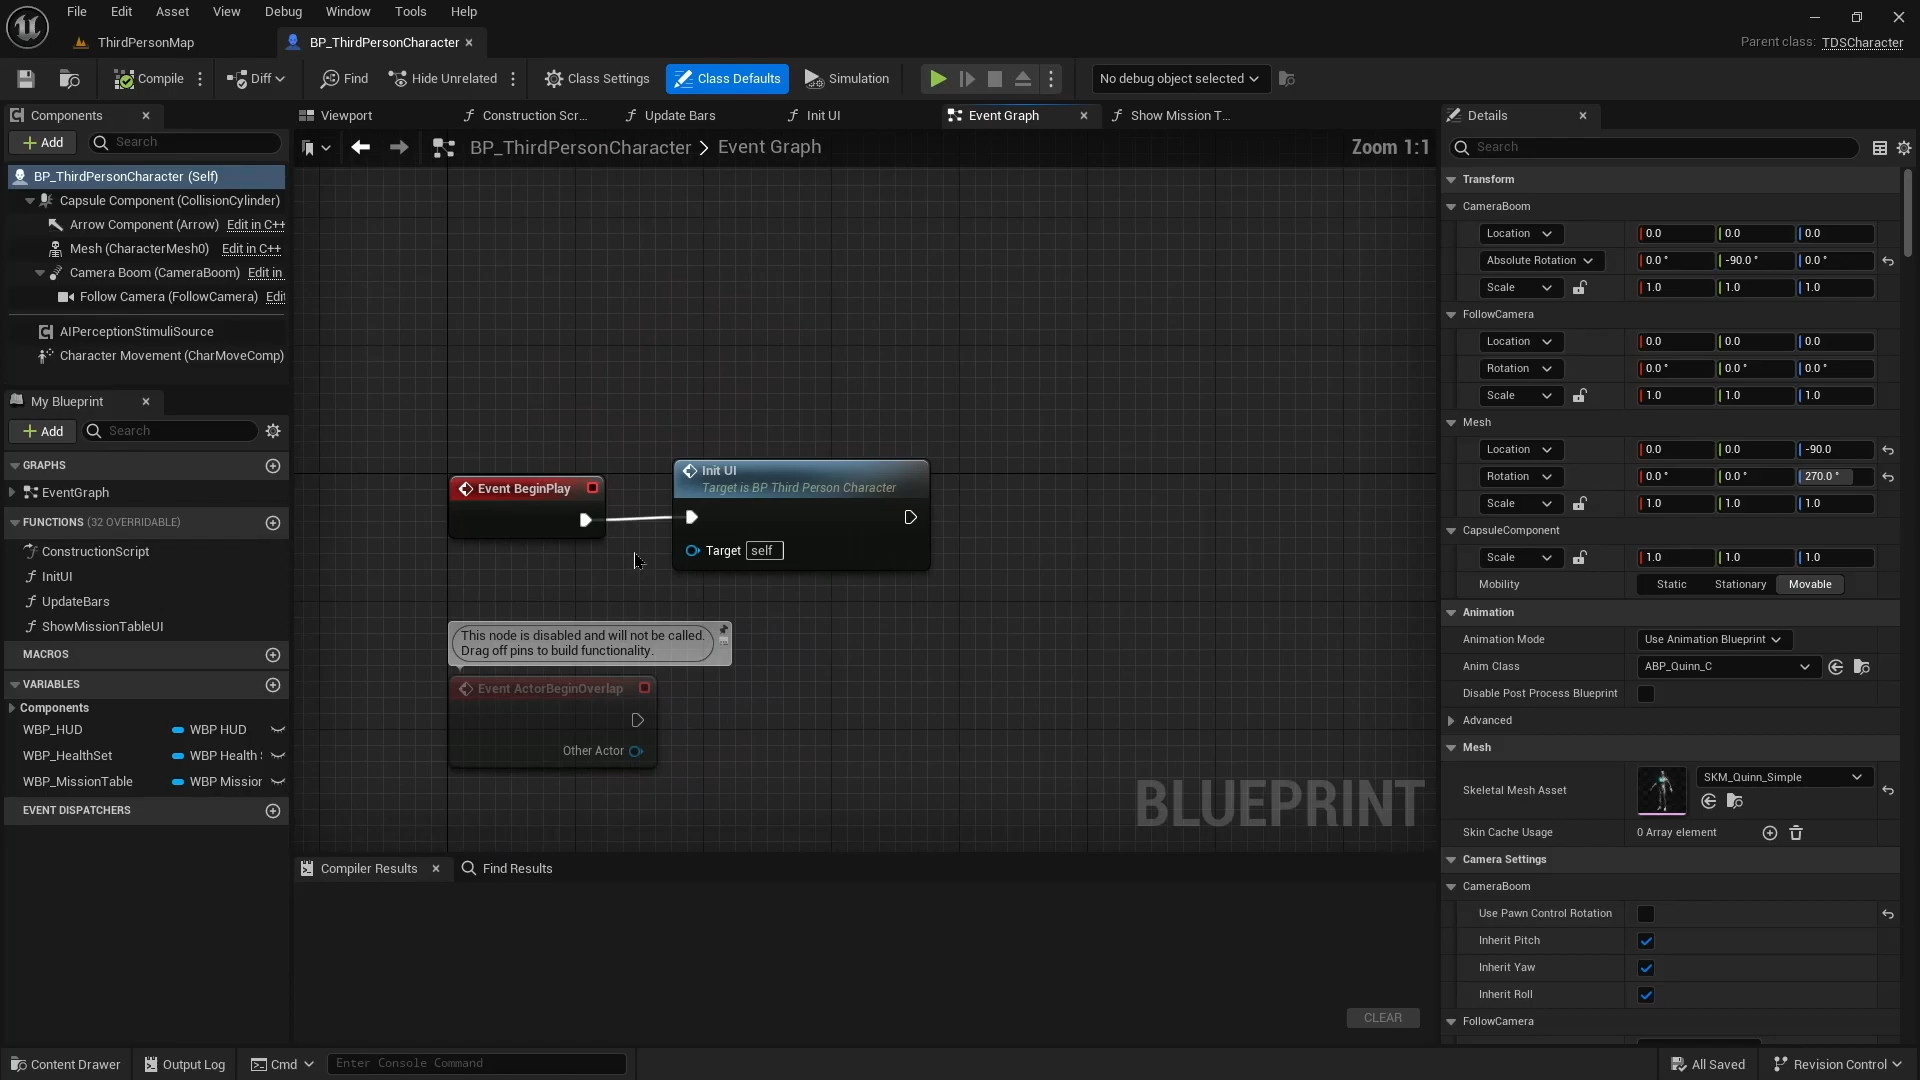 File Edit Asset View Debug Window Tools Help
ThirdPersonMap
BP_ThirdPersonCharacter
Parent class: TDSCharacter
Compile
Diff
Find
Hide Unrelated
Class Settings
Class Defaults
Simulation
No debug object selected
Components
Add
Search
BP_ThirdPersonCharacter (Self)
Capsule Component (CollisionCylinder)
Arrow Component (Arrow) Edit in C++
Mesh (CharacterMesh0) Edit in C++
Camera Boom (CameraBoom) Edit in
Follow Camera (FollowCamera) Edit
AIPerceptionStimuliSource
Character Movement (CharMoveComp)
My Blueprint
Add
Search
GRAPHS
EventGraph
FUNCTIONS (32 OVERRIDABLE)
ConstructionScript
InitUI
UpdateBars
ShowMissionTableUI
MACROS
VARIABLES
Components
WBP_HUD WBP HUD
WBP_HealthSet WBP Health
WBP_MissionTable WBP Mission
EVENT DISPATCHERS
Viewport
Construction Scr...
Update Bars
Init UI
Event Graph
Show Mission T...
BP_ThirdPersonCharacter > Event Graph
Zoom 1:1
Event BeginPlay
Init UI
Target is BP Third Person Character
Target self
This node is disabled and will not be called.
Drag off pins to build functionality.
Event ActorBeginOverlap
Other Actor
BLUEPRINT
Compiler Results
Find Results
CLEAR
Details
Search
Transform
CameraBoom
Location 0.0 0.0 0.0
Absolute Rotation 0.0 ° -90.0 ° 0.0 °
Scale 1.0 1.0 1.0
FollowCamera
Location 0.0 0.0 0.0
Rotation 0.0 ° 0.0 ° 0.0 °
Scale 1.0 1.0 1.0
Mesh
Location 0.0 0.0 -90.0
Rotation 0.0 ° 0.0 ° 270.0 °
Scale 1.0 1.0 1.0
CapsuleComponent
Scale 1.0 1.0 1.0
Mobility Static Stationary Movable
Animation
Animation Mode Use Animation Blueprint
Anim Class ABP_Quinn_C
Disable Post Process Blueprint
Advanced
Mesh
Skeletal Mesh Asset SKM_Quinn_Simple
Skin Cache Usage 0 Array element
Camera Settings
CameraBoom
Use Pawn Control Rotation
Inherit Pitch
Inherit Yaw
Inherit Roll
FollowCamera
Content Drawer
Output Log
Cmd
Enter Console Command
All Saved
Revision Control